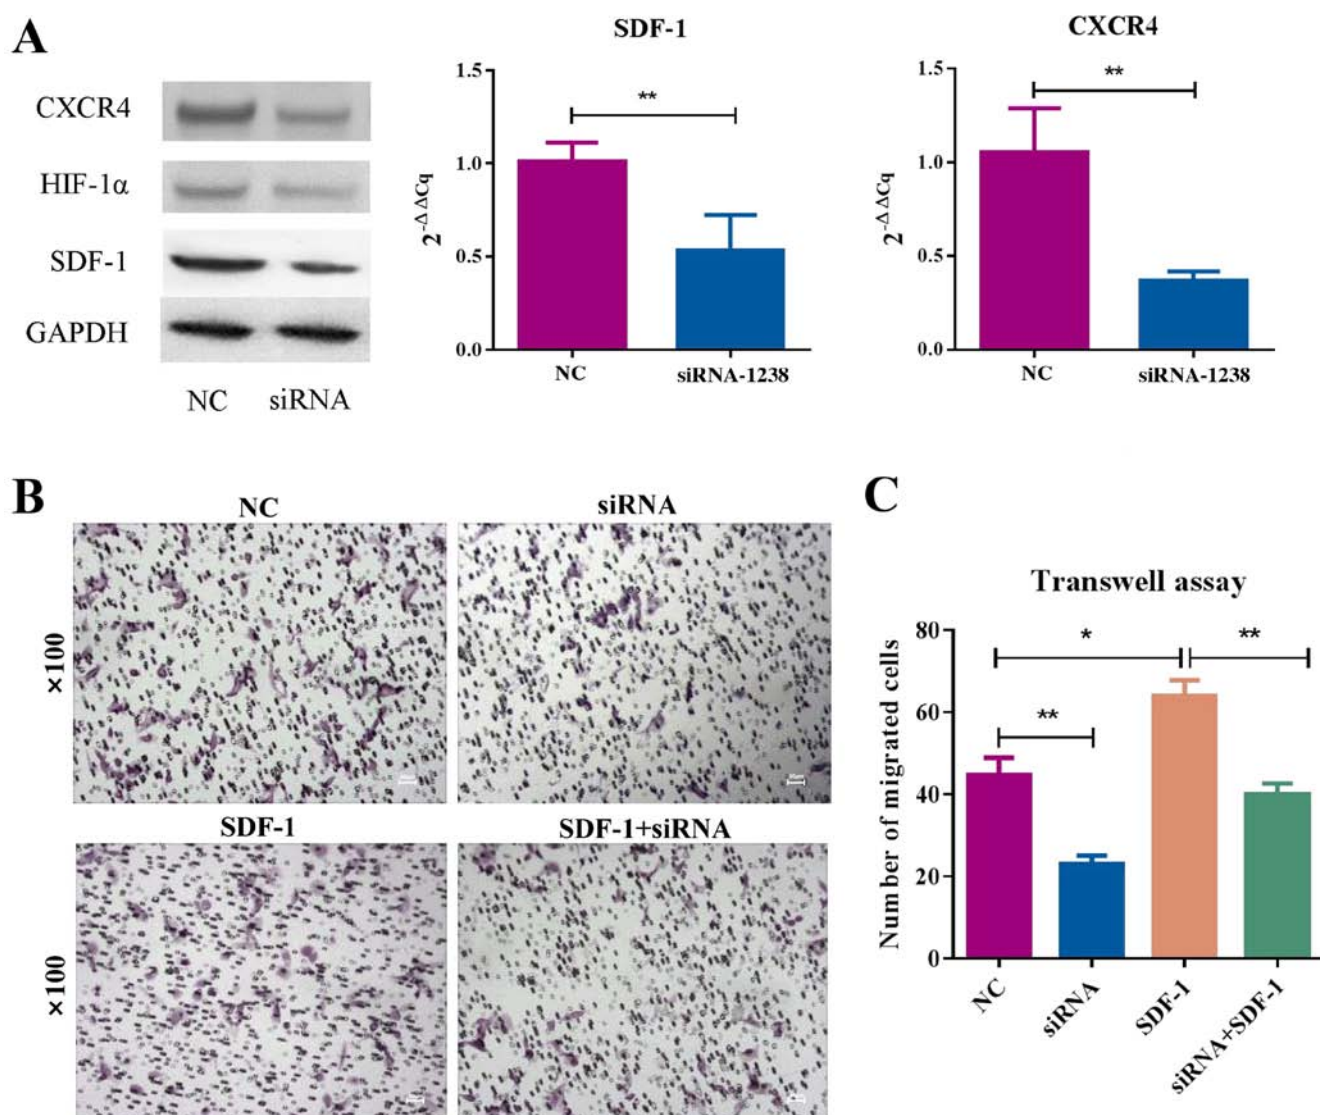 A
CXCR4
HIF-1α
SDF-1
GAPDH
NC siRNA
SDF-1
1.5
**
1.0
2^-ΔΔCq
0.5
0.0
NC siRNA-1238
CXCR4
1.5
**
1.0
2^-ΔΔCq
0.5
0.0
NC siRNA-1238
B
NC siRNA
×100
SDF-1 SDF-1+siRNA
×100
C
Transwell assay
80
* **
60
**
40
20
0
Number of migrated cells
NC siRNA SDF-1 siRNA+SDF-1